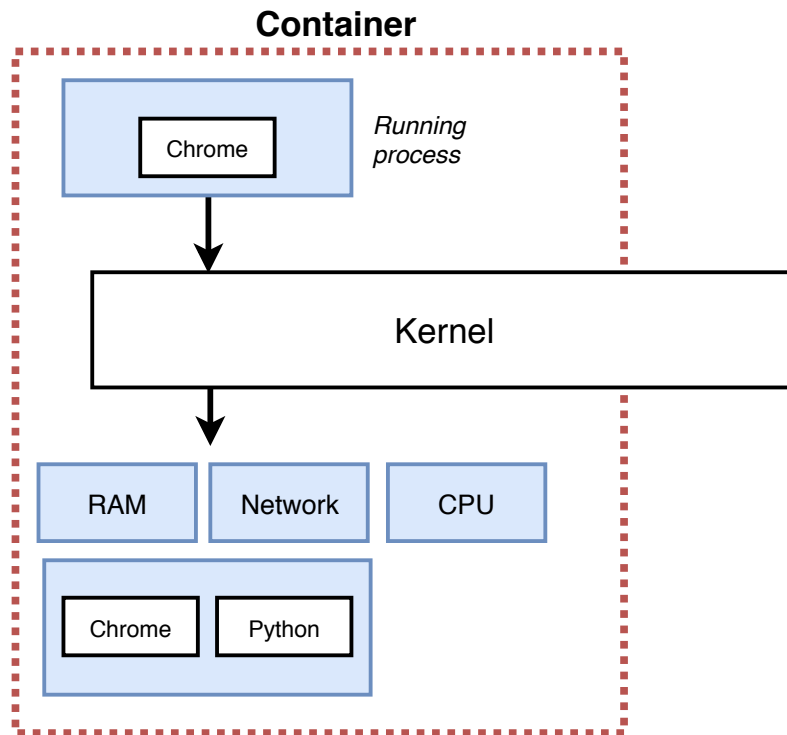 Container
Chrome
Running
process
Kernel
RAM
Network
CPU
Chrome
Python